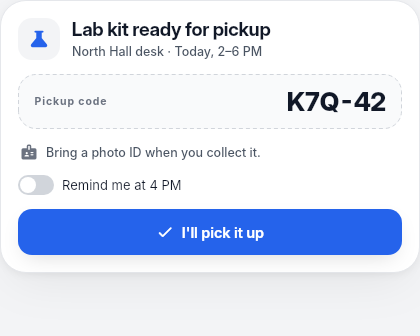 Lab kit ready for pickup
North Hall desk · Today, 2–6 PM
Pickup code
K7Q-42
Bring a photo ID when you collect it.
Remind me at 4 PM
I'll pick it up